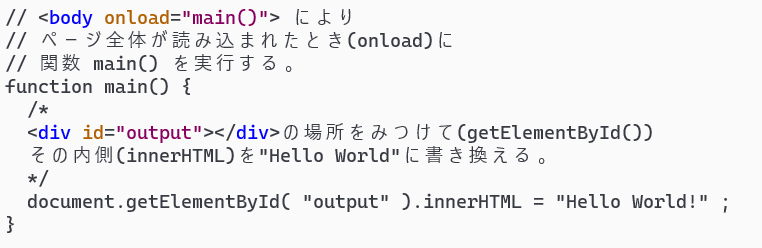 // <body onload="main()"> により
// ページ全体が読み込まれたとき(onload)に
// 関数 main() を実行する。
function main() {
  /*
  <div id="output"></div>の場所をみつけて(getElementById())
  その内側(innerHTML)を"Hello World"に書き換える。
  */
  document.getElementById( "output" ).innerHTML = "Hello World!" ;
}